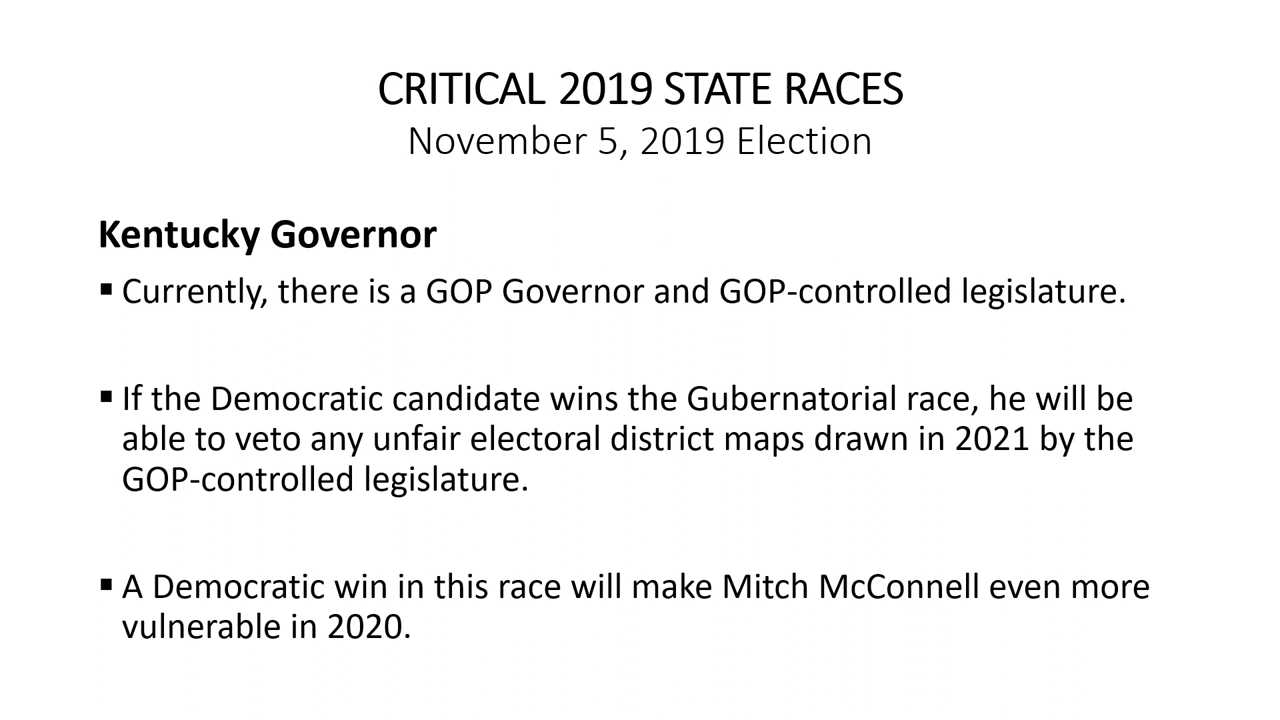 CRITICAL 2019 STATE RACES
November 5, 2019 Election
Kentucky Governor
▪ Currently, there is a GOP Governor and GOP-controlled legislature.
▪ If the Democratic candidate wins the Gubernatorial race, he will be
able to veto any unfair electoral district maps drawn in 2021 by the
GOP-controlled legislature.
▪ A Democratic win in this race will make Mitch McConnell even more
vulnerable in 2020.